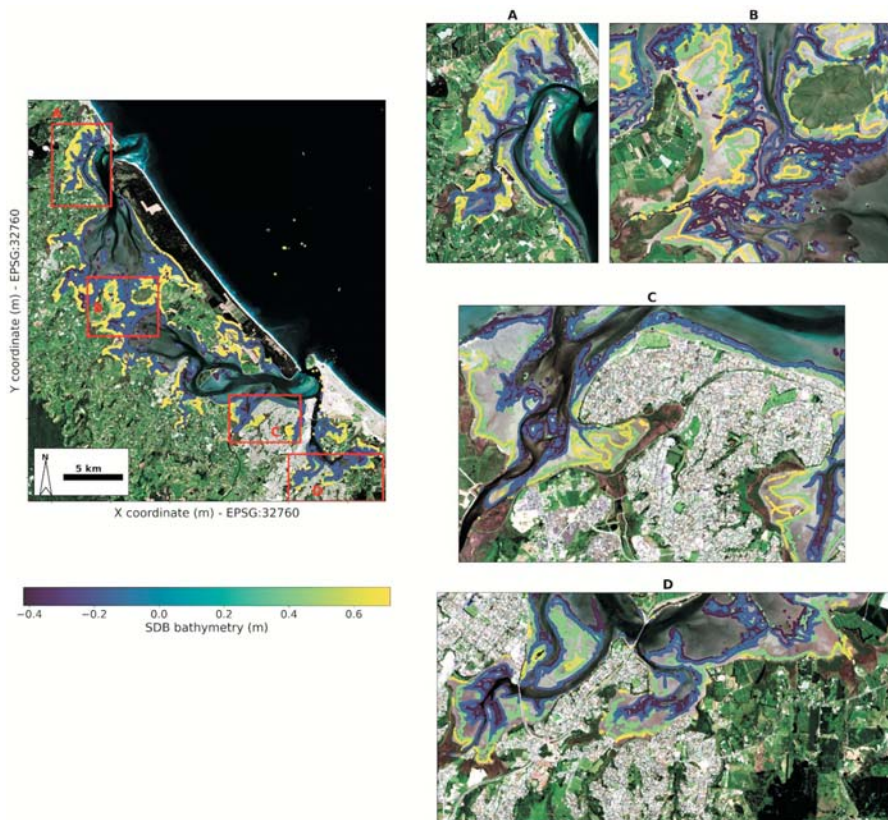 A
B
A
B
C
D
N
5 km
Y coordinate (m) - EPSG:32760
X coordinate (m) - EPSG:32760
C
−0.4 −0.2 0.0 0.2 0.4 0.6
SDB bathymetry (m)
D